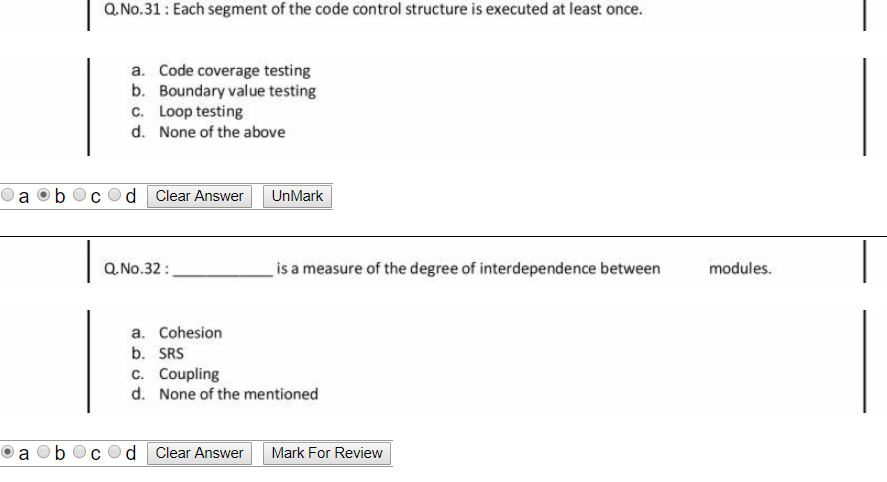 Q.No.31 : Each segment of the code control structure is executed at least once.
a. Code coverage testing
b. Boundary value testing
c. Loop testing
d. None of the above
a b c d Clear Answer UnMark
Q.No.32 : ____________ is a measure of the degree of interdependence between modules.
a. Cohesion
b. SRS
c. Coupling
d. None of the mentioned
a b c d Clear Answer Mark For Review